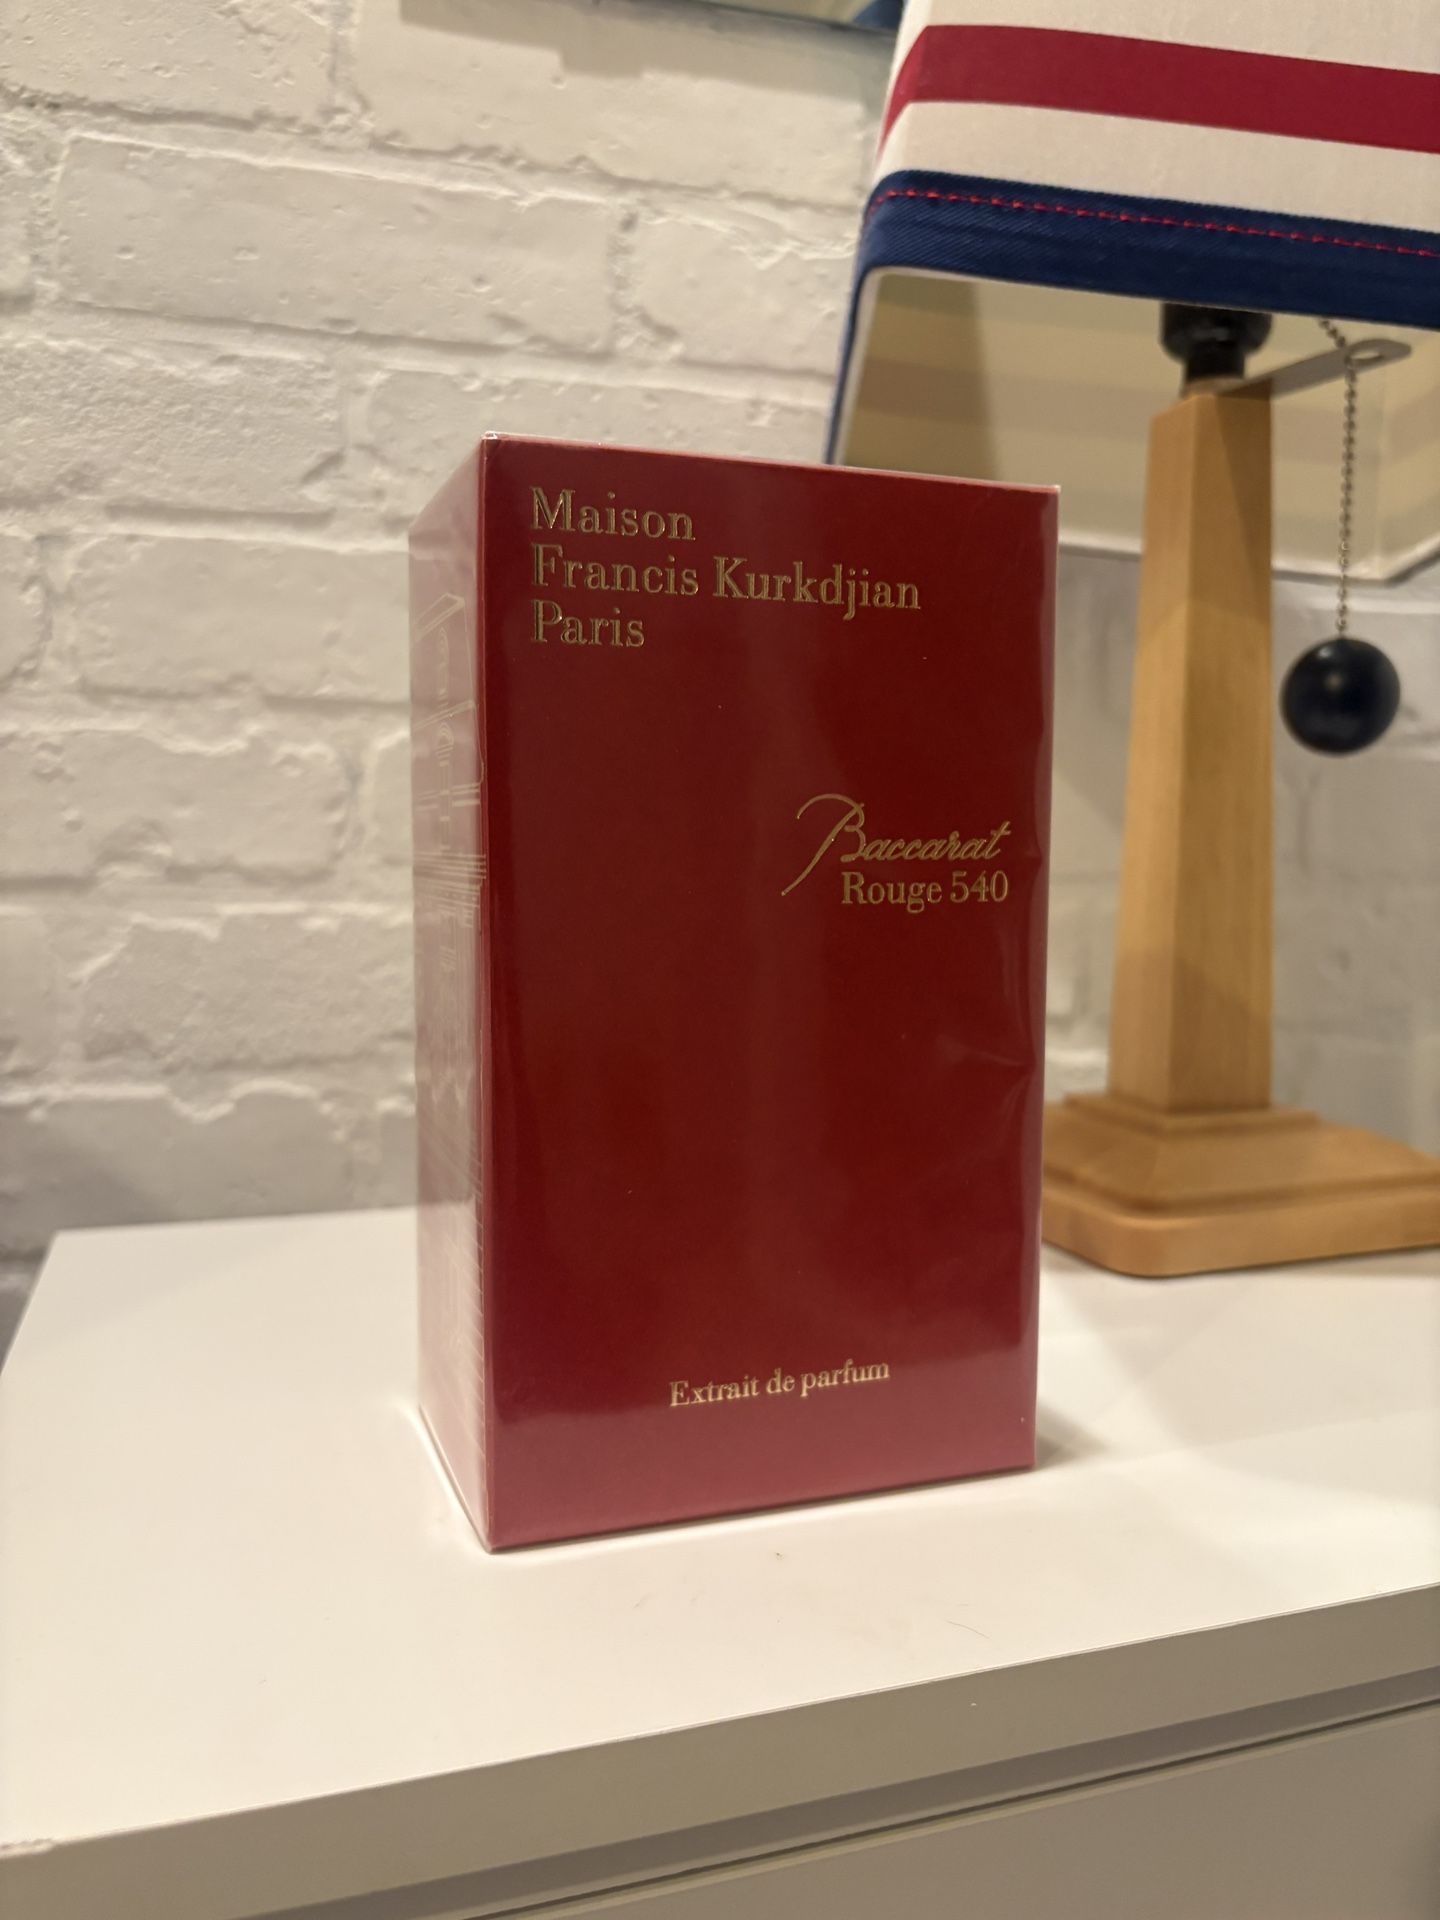 Maison
Francis Kurkdjian
Paris
Baccarat
Rouge 540
Extrait de parfum